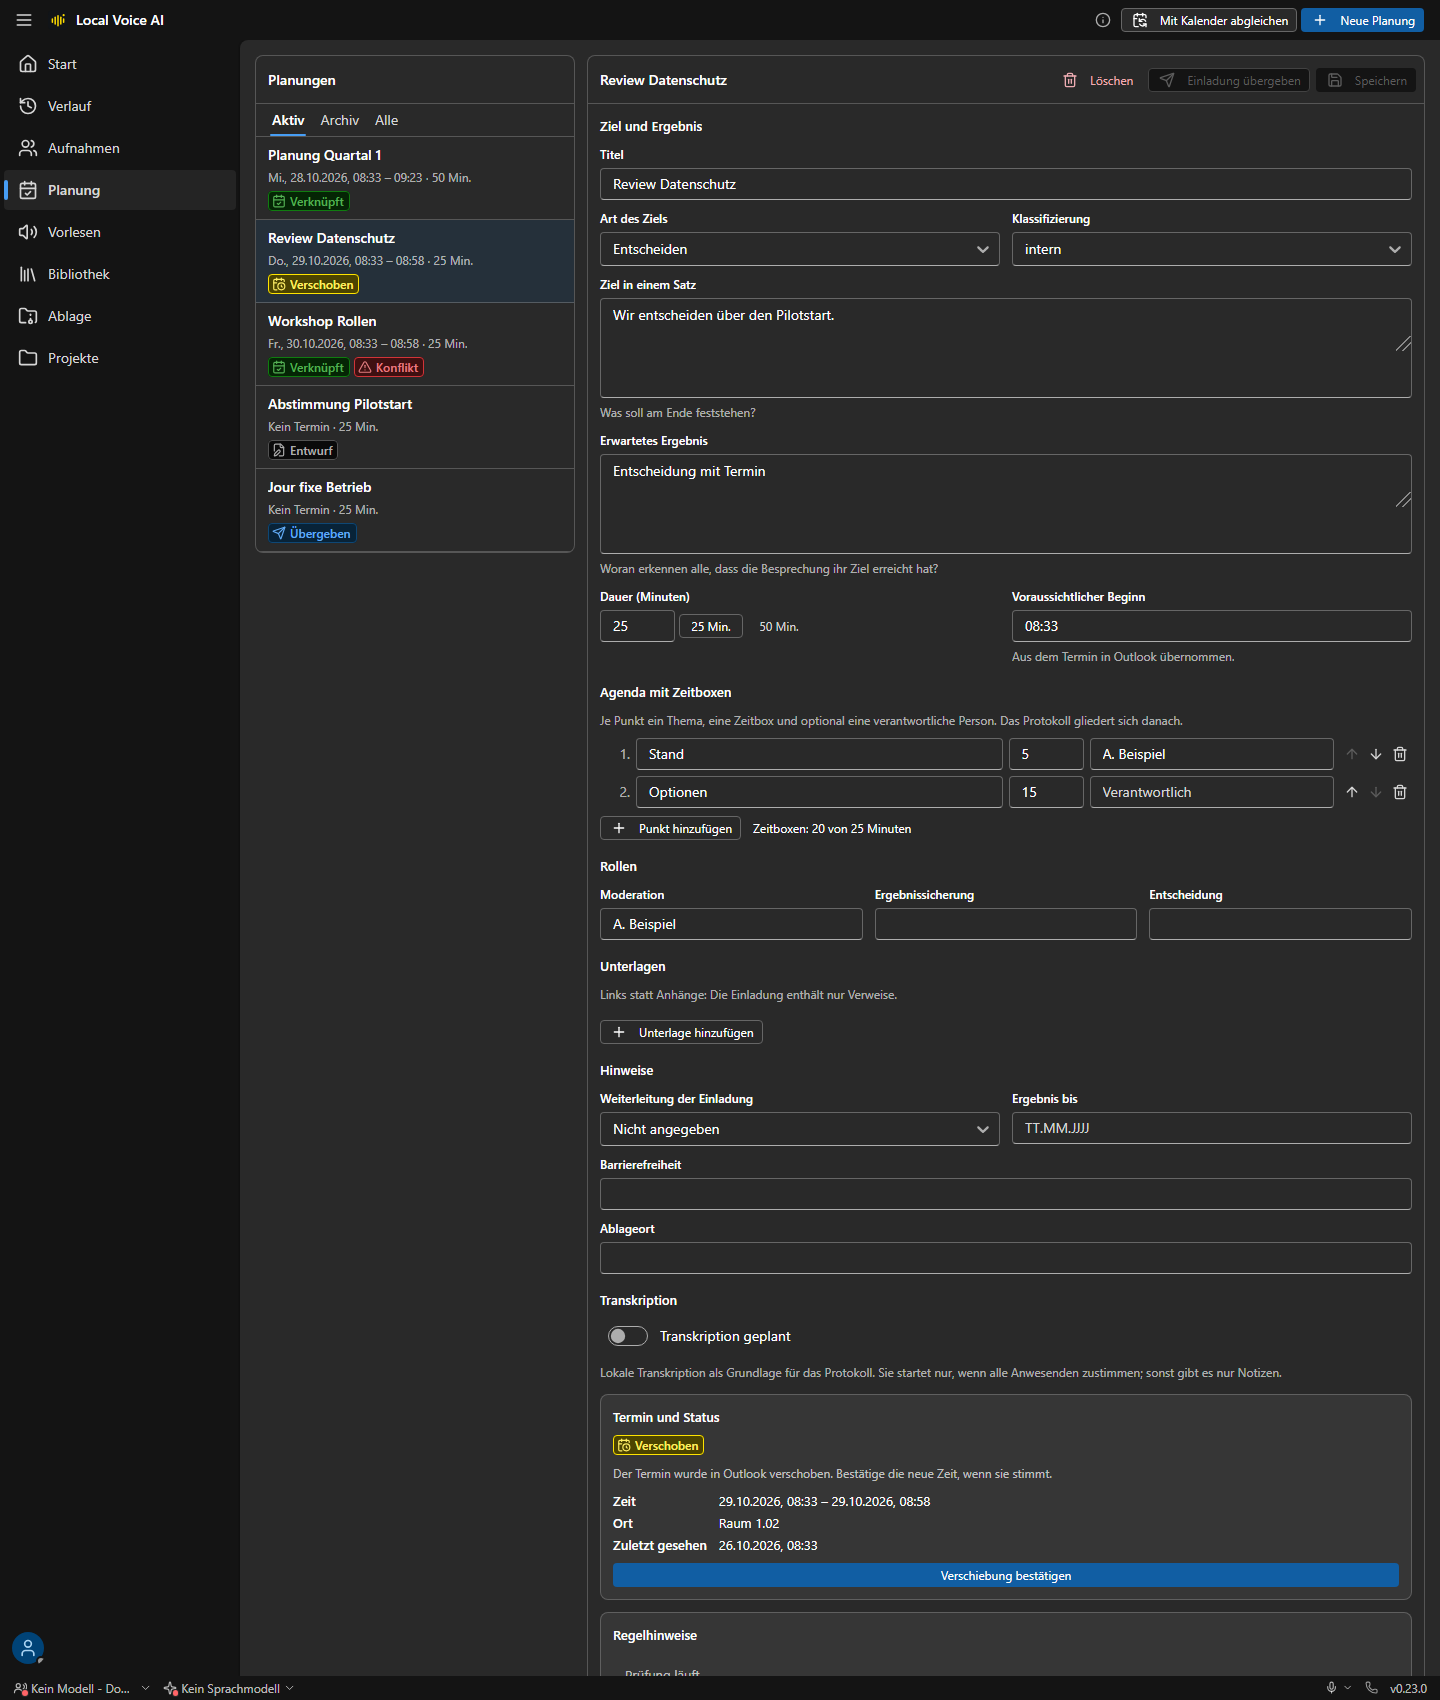 Local Voice AI
Mit Kalender abgleichen
Neue Planung
Start
Verlauf
Aufnahmen
Planung
Vorlesen
Bibliothek
Ablage
Projekte
Planungen
Aktiv Archiv Alle
Planung Quartal 1
Mi., 28.10.2026, 08:33 – 09:23 · 50 Min.
Verknüpft
Review Datenschutz
Do., 29.10.2026, 08:33 – 08:58 · 25 Min.
Verschoben
Workshop Rollen
Fr., 30.10.2026, 08:33 – 08:58 · 25 Min.
Verknüpft Konflikt
Abstimmung Pilotstart
Kein Termin · 25 Min.
Entwurf
Jour fixe Betrieb
Kein Termin · 25 Min.
Übergeben
Review Datenschutz
Löschen
Einladung übergeben
Speichern
Ziel und Ergebnis
Titel
Review Datenschutz
Art des Ziels Klassifizierung
Entscheiden intern
Ziel in einem Satz
Wir entscheiden über den Pilotstart.
Was soll am Ende feststehen?
Erwartetes Ergebnis
Entscheidung mit Termin
Woran erkennen alle, dass die Besprechung ihr Ziel erreicht hat?
Dauer (Minuten) Voraussichtlicher Beginn
25 25 Min. 50 Min. 08:33
Aus dem Termin in Outlook übernommen.
Agenda mit Zeitboxen
Je Punkt ein Thema, eine Zeitbox und optional eine verantwortliche Person. Das Protokoll gliedert sich danach.
1. Stand 5 A. Beispiel
2. Optionen 15 Verantwortlich
Punkt hinzufügen Zeitboxen: 20 von 25 Minuten
Rollen
Moderation Ergebnissicherung Entscheidung
A. Beispiel
Unterlagen
Links statt Anhänge: Die Einladung enthält nur Verweise.
Unterlage hinzufügen
Hinweise
Weiterleitung der Einladung Ergebnis bis
Nicht angegeben TT.MM.JJJJ
Barrierefreiheit
Ablageort
Transkription
Transkription geplant
Lokale Transkription als Grundlage für das Protokoll. Sie startet nur, wenn alle Anwesenden zustimmen; sonst gibt es nur Notizen.
Termin und Status
Verschoben
Der Termin wurde in Outlook verschoben. Bestätige die neue Zeit, wenn sie stimmt.
Zeit 29.10.2026, 08:33 – 29.10.2026, 08:58
Ort Raum 1.02
Zuletzt gesehen 26.10.2026, 08:33
Verschiebung bestätigen
Regelhinweise
Prüfung läuft
Kein Modell - Do... Kein Sprachmodell v0.23.0